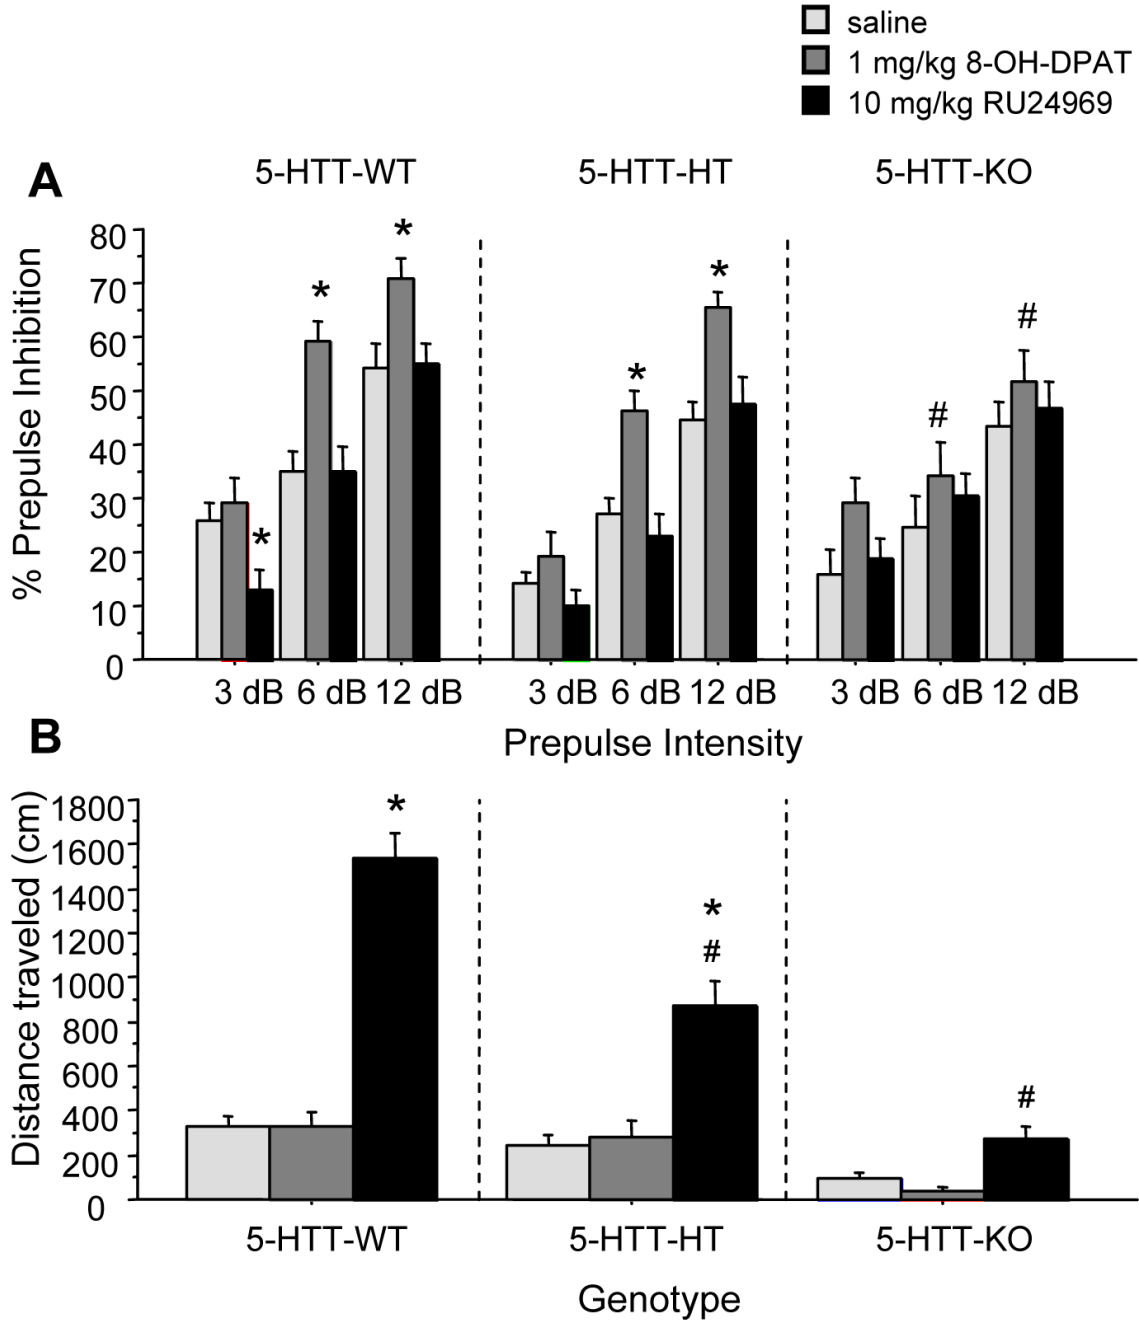 saline
1 mg/kg 8-OH-DPAT
10 mg/kg RU24969
A
5-HTT-WT 5-HTT-HT 5-HTT-KO
% Prepulse Inhibition
80
*
70
*
*
60
#
50
*
40
#
30
*
20
10
0
3 dB 6 dB 12 dB 3 dB 6 dB 12 dB 3 dB 6 dB 12 dB
Prepulse Intensity
B
Distance traveled (cm)
1800
*
1600
1400
*
1200
#
1000
800
600
#
400
200
0
5-HTT-WT 5-HTT-HT 5-HTT-KO
Genotype